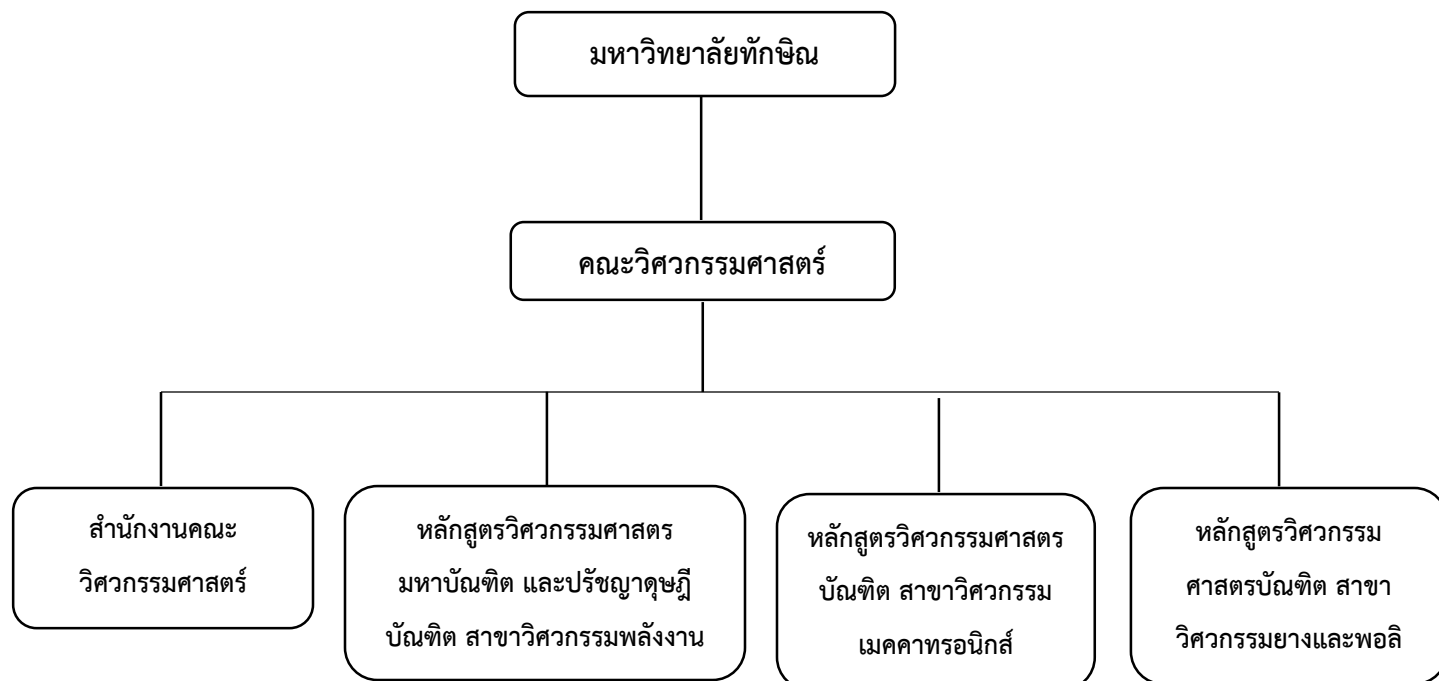 มหาวิทยาลัยทักษิณ
คณะวิศวกรรมศาสตร์
สำนักงานคณะ
วิศวกรรมศาสตร์
หลักสูตรวิศวกรรมศาสตร
มหาบัณฑิต และปรัชญาดุษฎี
บัณฑิต สาขาวิศวกรรมพลังงาน
หลักสูตรวิศวกรรมศาสตร
บัณฑิต สาขาวิศวกรรม
เมคคาทรอนิกส์
หลักสูตรวิศวกรรม
ศาสตรบัณฑิต สาขา
วิศวกรรมยางและพอลิ